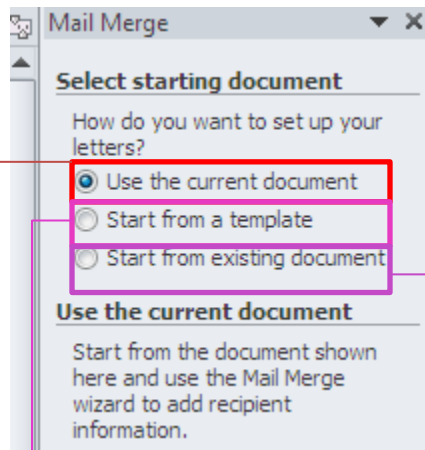 Mail Merge
Select starting document
How do you want to set up your
letters?
Use the current document
Start from a template
Start from existing document
Use the current document
Start from the document shown
here and use the Mail Merge
wizard to add recipient
information.